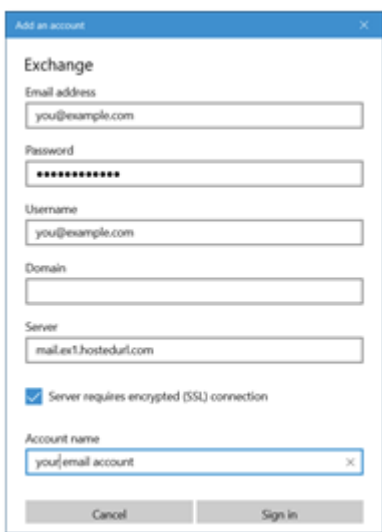 Add an account
Exchange
Email address
you@example.com
Password
••••••••••••
Username
you@example.com
Domain
Server
mail.ex1.hostedurl.com
Server requires encrypted (SSL) connection
Account name
your email account
Cancel
Sign in